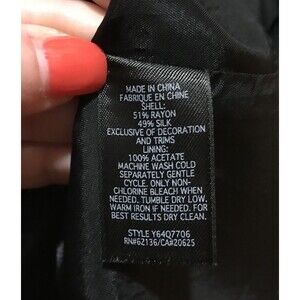 MADE IN CHINA
FABRIQUE EN CHINE
SHELL:
51% RAYON
49% SILK
EXCLUSIVE OF DECORATION
AND TRIMS
LINING:
100% ACETATE
MACHINE WASH COLD
SEPARATELY GENTLE
CYCLE. ONLY NON-
CHLORINE BLEACH WHEN
NEEDED. TUMBLE DRY LOW.
WARM IRON IF NEEDED. FOR
BEST RESULTS DRY CLEAN.
STYLE Y64Q7706
RN#62136/CA#20625